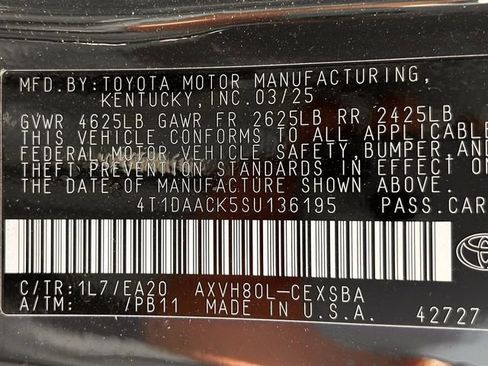 MFD.BY:TOYOTA MOTOR MANUFACTURING,
KENTUCKY,INC.03/25
GVWR 4625LB GAWR FR 2625LB RR 2425LB
THIS VEHICLE CONFORMS TO ALL APPLICABLE
FEDERAL MOTOR VEHICLE SAFETY,BUMPER AND
THEFT PREVENTION STANDARDS IN EFFECT ON
THE DATE OF MANUFACTURE SHOWN ABOVE.
4T1DAACK5SU136195 PASS.CAR
C/TR:1L7/EA20 AXVH80L-CEXSBA
A/TM: 7PB11 MADE IN U.S.A. 42727
TOYOTA